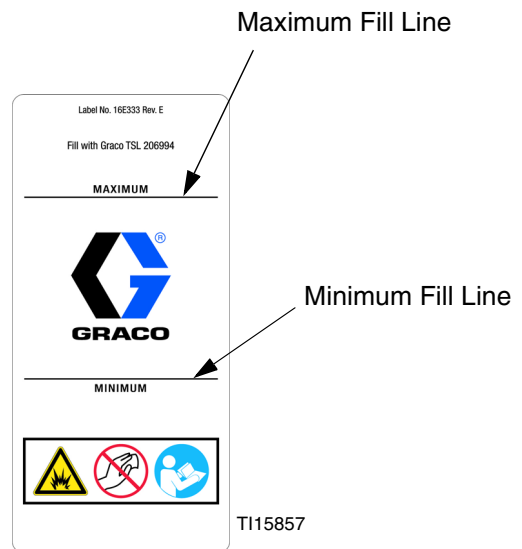 Maximum Fill Line
Label No. 16E333 Rev. E
Fill with Graco TSL 206994
MAXIMUM
®
GRACO
Minimum Fill Line
MINIMUM
TI15857